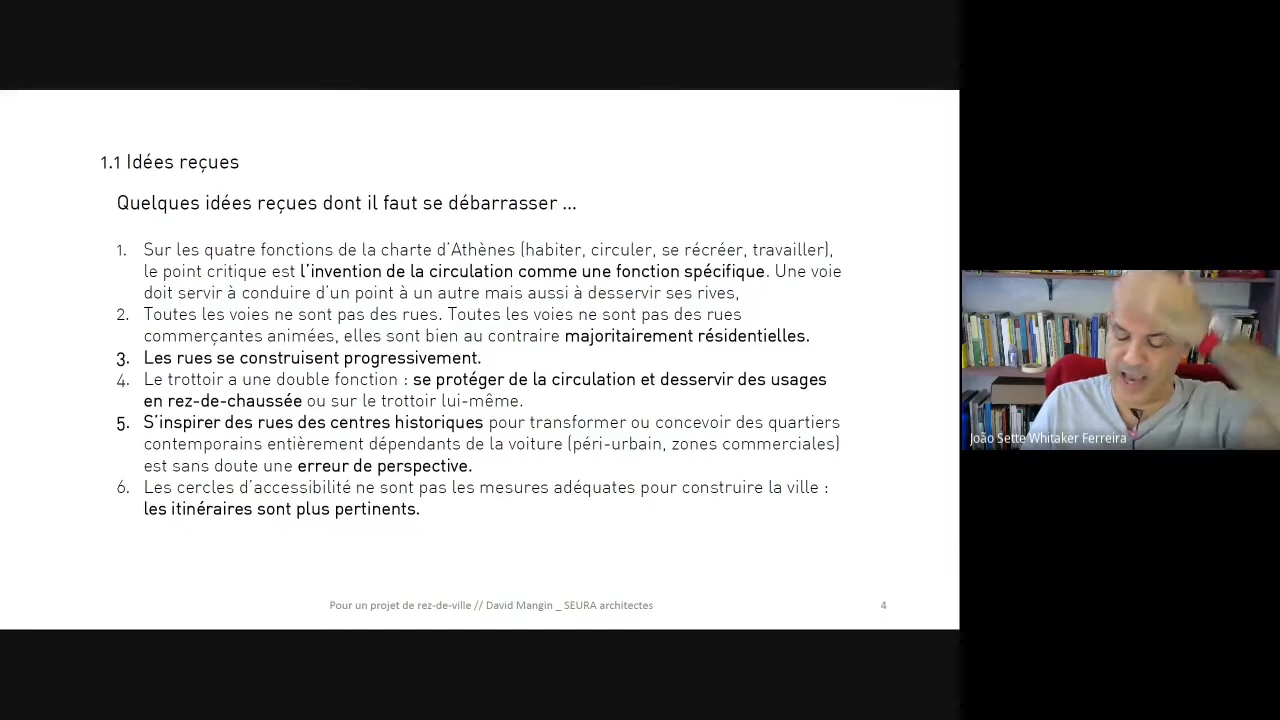 1.1 Idées reçues
Quelques idées reçues dont il faut se débarrasser ...
1. Sur les quatre fonctions de la charte d'Athènes (habiter, circuler, se récréer, travailler),
le point critique est l'invention de la circulation comme une fonction spécifique. Une voie
doit servir à conduire d'un point à un autre mais aussi à desservir ses rives,
2. Toutes les voies ne sont pas des rues. Toutes les voies ne sont pas des rues
commerçantes animées, elles sont bien au contraire majoritairement résidentielles.
3. Les rues se construisent progressivement.
4. Le trottoir a une double fonction : se protéger de la circulation et desservir des usages
en rez-de-chaussée ou sur le trottoir lui-même.
5. S'inspirer des rues des centres historiques pour transformer ou concevoir des quartiers
contemporains entièrement dépendants de la voiture (péri-urbain, zones commerciales)
est sans doute une erreur de perspective.
6. Les cercles d'accessibilité ne sont pas les mesures adéquates pour construire la ville :
les itinéraires sont plus pertinents.
Pour un projet de rez-de-ville // David Mangin _ SEURA architectes
4
João Sette Whitaker Ferreira